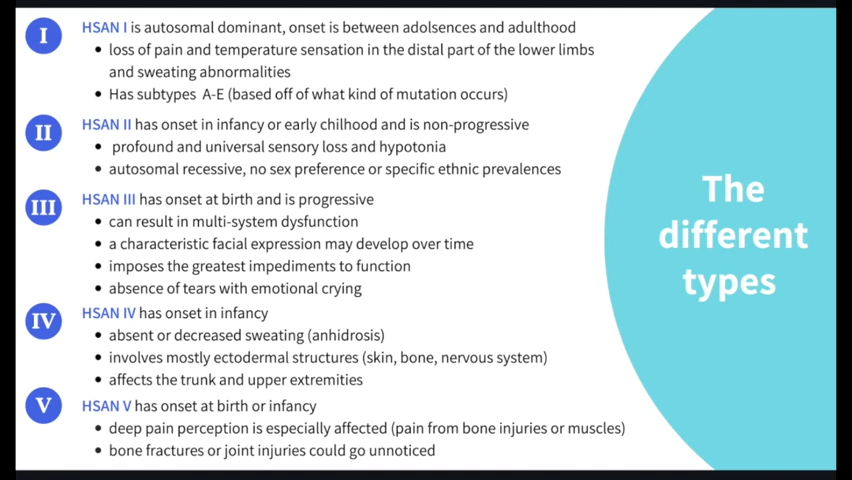 I
HSAN I is autosomal dominant, onset is between adolsences and adulthood
• loss of pain and temperature sensation in the distal part of the lower limbs
and sweating abnormalities
• Has subtypes A-E (based off of what kind of mutation occurs)
II
HSAN II has onset in infancy or early chilhood and is non-progressive
• profound and universal sensory loss and hypotonia
• autosomal recessive, no sex preference or specific ethnic prevalences
III
HSAN III has onset at birth and is progressive
• can result in multi-system dysfunction
• a characteristic facial expression may develop over time
• imposes the greatest impediments to function
• absence of tears with emotional crying
IV
HSAN IV has onset in infancy
• absent or decreased sweating (anhidrosis)
• involves mostly ectodermal structures (skin, bone, nervous system)
• affects the trunk and upper extremities
V
HSAN V has onset at birth or infancy
• deep pain perception is especially affected (pain from bone injuries or muscles)
• bone fractures or joint injuries could go unnoticed
The
different
types